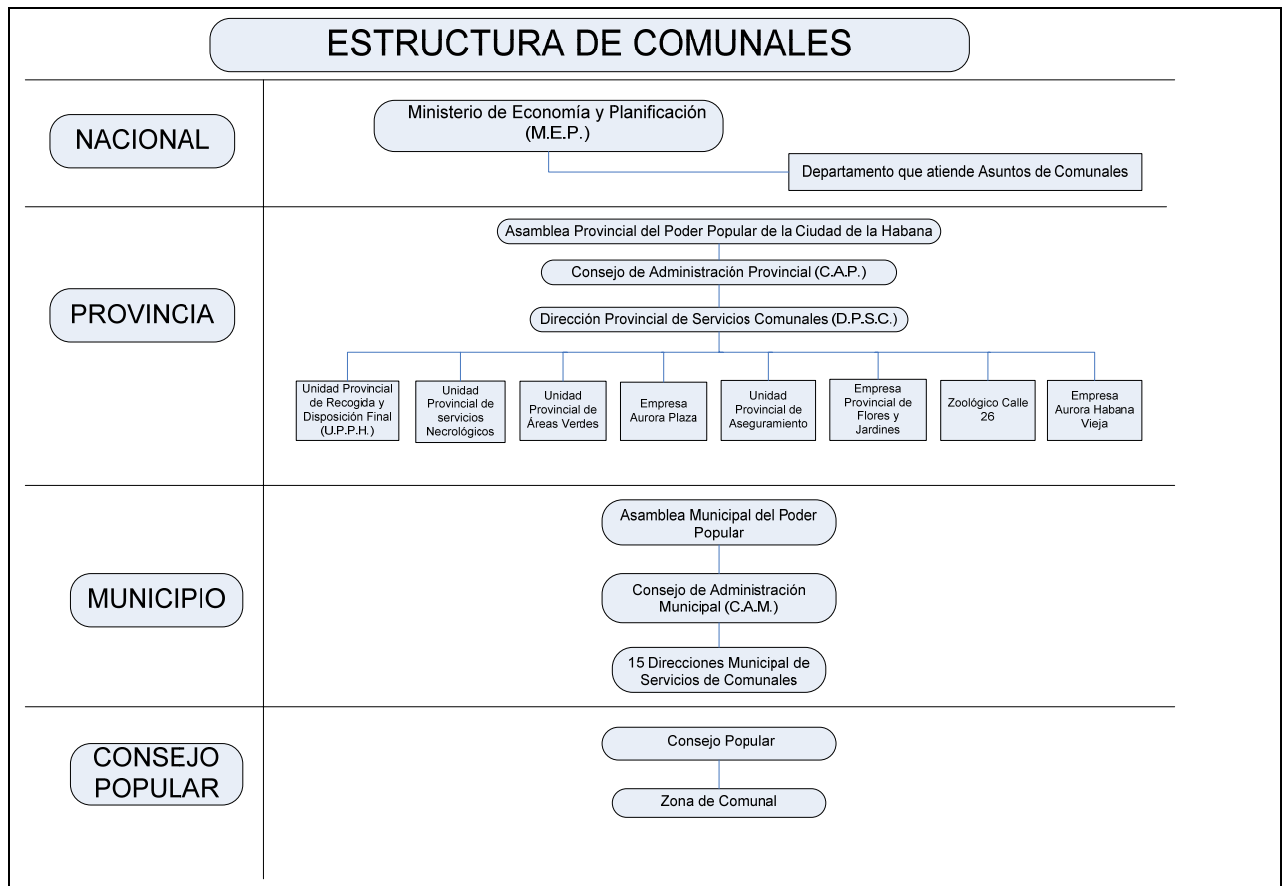 ESTRUCTURA DE COMUNALES
NACIONAL
Ministerio de Economía y Planificación
(M.E.P.)
Departamento que atiende Asuntos de Comunales
PROVINCIA
Asamblea Provincial del Poder Popular de la Ciudad de la Habana
Consejo de Administración Provincial (C.A.P.)
Dirección Provincial de Servicios Comunales (D.P.S.C.)
Unidad Provincial
de Recogida y
Disposición Final
(U.P.P.H.)
Unidad
Provincial de
servicios
Necrológicos
Unidad
Provincial de
Áreas Verdes
Empresa
Aurora Plaza
Unidad
Provincial de
Aseguramiento
Empresa
Provincial de
Flores y
Jardines
Zoológico Calle
26
Empresa
Aurora Habana
Vieja
MUNICIPIO
Asamblea Municipal del Poder
Popular
Consejo de Administración
Municipal (C.A.M.)
15 Direcciones Municipal de
Servicios de Comunales
CONSEJO
POPULAR
Consejo Popular
Zona de Comunal